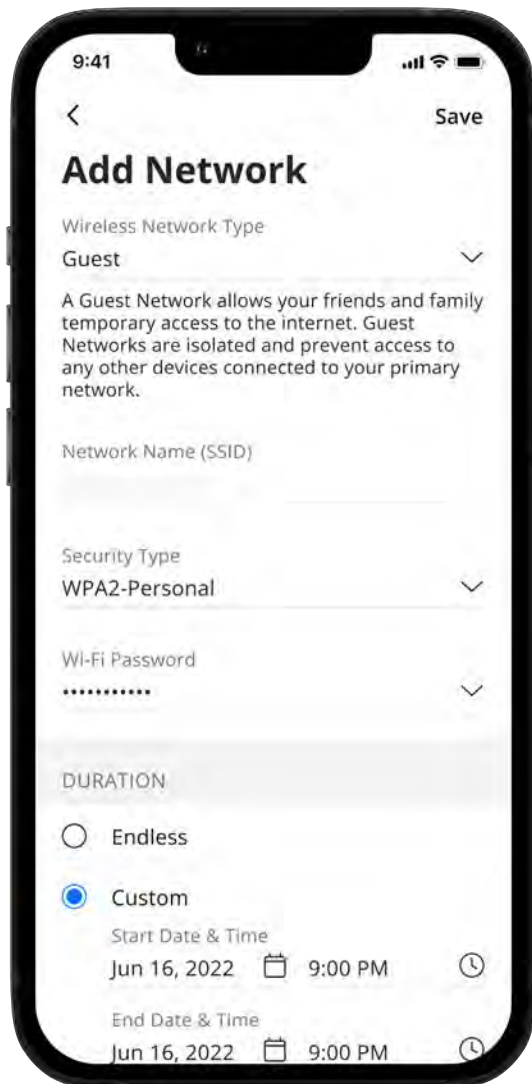 9:41
Save
Add Network
Wireless Network Type
Guest
A Guest Network allows your friends and family
temporary access to the internet. Guest
Networks are isolated and prevent access to
any other devices connected to your primary
network.
Network Name (SSID)
Security Type
WPA2-Personal
Wi-Fi Password
•••••••••••
DURATION
Endless
Custom
Start Date & Time
Jun 16, 2022 9:00 PM
End Date & Time
Jun 16, 2022 9:00 PM